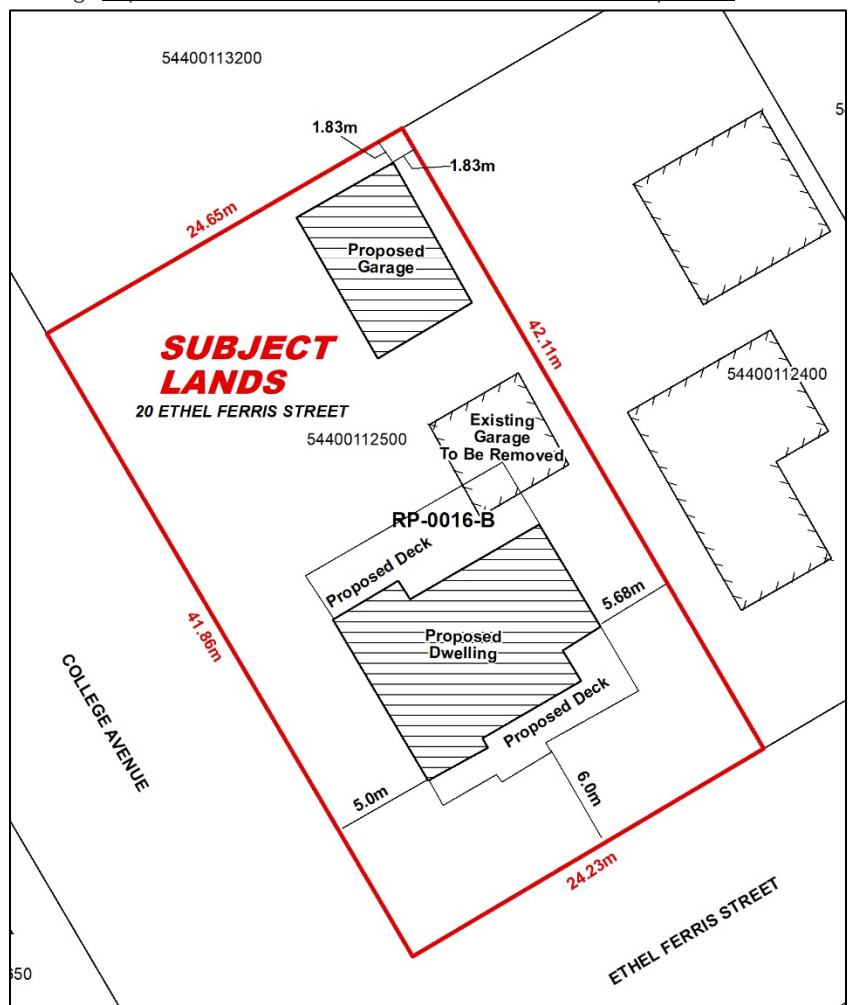 54400113200
1.83m
1.83m
24.65m
Proposed
Garage
42.11m
SUBJECT
LANDS
20 ETHEL FERRIS STREET
54400112400
54400112500
Existing
Garage
To Be Removed
RP-0016-B
Proposed Deck
5.68m
41.86m
Proposed
Dwelling
COLLEGE AVENUE
Proposed Deck
5.0m
6.0m
24.23m
ETHEL FERRIS STREET